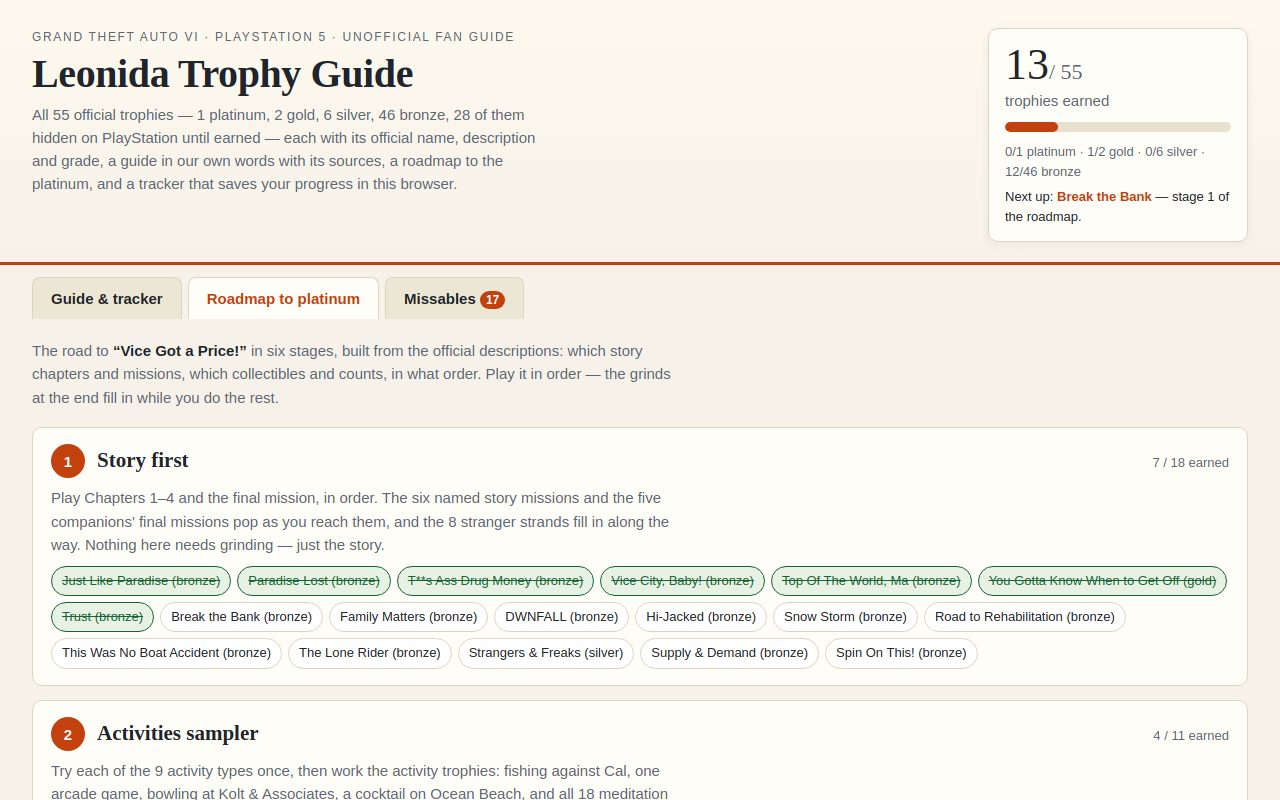 GRAND THEFT AUTO VI · PLAYSTATION 5 · UNOFFICIAL FAN GUIDE
Leonida Trophy Guide
All 55 official trophies — 1 platinum, 2 gold, 6 silver, 46 bronze, 28 of them
hidden on PlayStation until earned — each with its official name, description
and grade, a guide in our own words with its sources, a roadmap to the
platinum, and a tracker that saves your progress in this browser.
13/ 55
trophies earned
0/1 platinum · 1/2 gold · 0/6 silver ·
12/46 bronze
Next up: Break the Bank — stage 1 of
the roadmap.
Guide & tracker
Roadmap to platinum
Missables 17
The road to “Vice Got a Price!” in six stages, built from the official descriptions: which story
chapters and missions, which collectibles and counts, in what order. Play it in order — the grinds
at the end fill in while you do the rest.
1 Story first
7 / 18 earned
Play Chapters 1–4 and the final mission, in order. The six named story missions and the five
companions' final missions pop as you reach them, and the 8 stranger strands fill in along the
way. Nothing here needs grinding — just the story.
Just Like Paradise (bronze) Paradise Lost (bronze) T**s Ass Drug Money (bronze) Vice City, Baby! (bronze) Top Of The World, Ma (bronze) You Gotta Know When to Get Off (gold)
Trust (bronze) Break the Bank (bronze) Family Matters (bronze) DWNFALL (bronze) Hi-Jacked (bronze) Snow Storm (bronze) Road to Rehabilitation (bronze)
This Was No Boat Accident (bronze) The Lone Rider (bronze) Strangers & Freaks (silver) Supply & Demand (bronze) Spin On This! (bronze)
2 Activities sampler
4 / 11 earned
Try each of the 9 activity types once, then work the activity trophies: fishing against Cal, one
arcade game, bowling at Kolt & Associates, a cocktail on Ocean Beach, and all 18 meditation